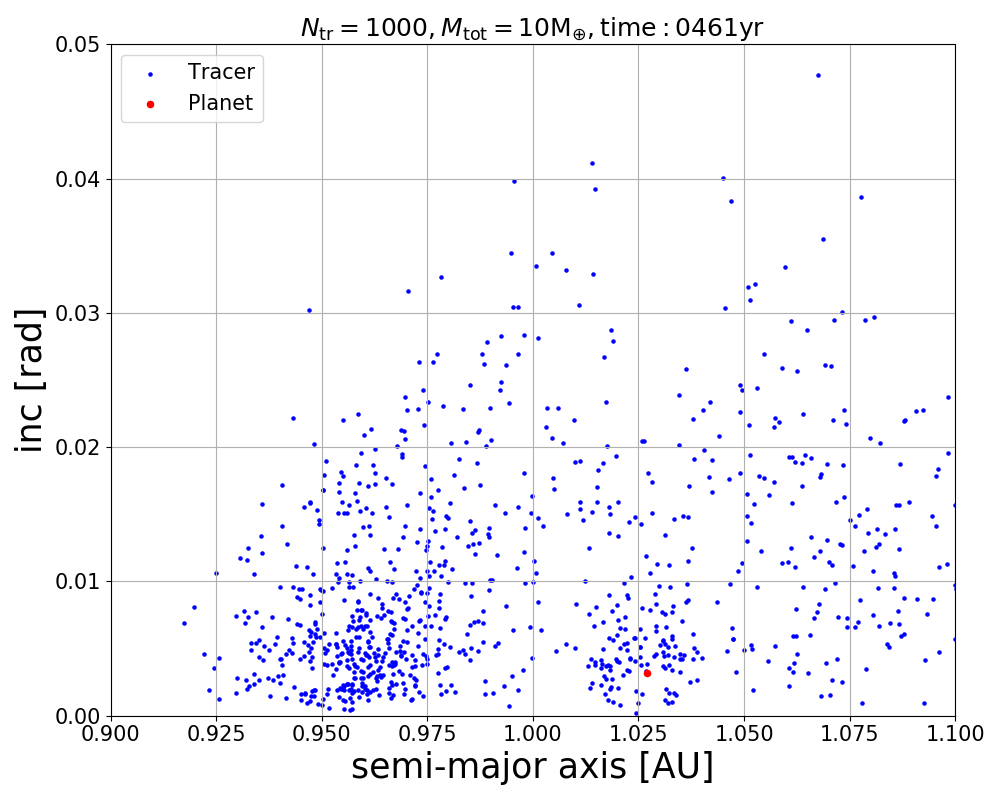 N_tr = 1000, M_tot = 10M_⊕, time : 0461yr
Tracer
Planet
inc [rad]
0.05
0.04
0.03
0.02
0.01
0.00
0.900 0.925 0.950 0.975 1.000 1.025 1.050 1.075 1.100
semi-major axis [AU]